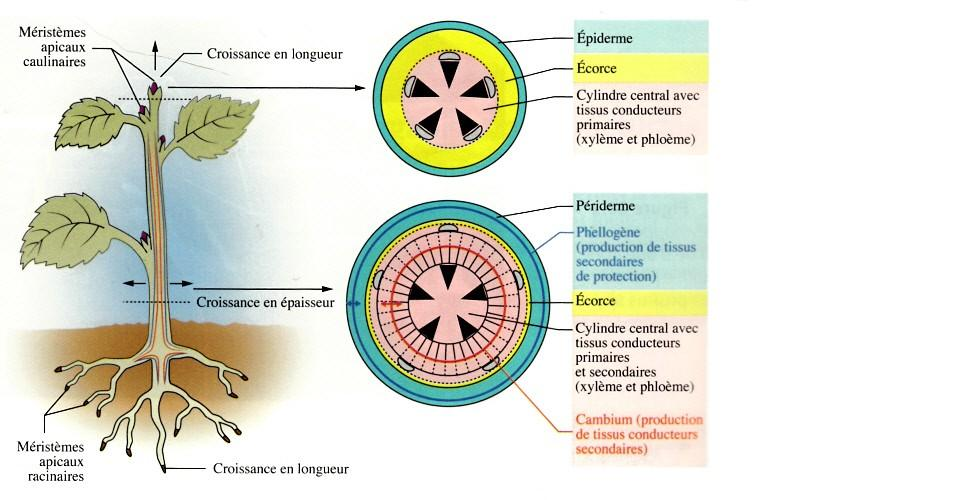 Méristèmes
apicaux
caulinaires
Croissance en longueur
Épiderme
Écorce
Cylindre central avec
tissus conducteurs
primaires
(xylème et phloème)
Périderme
Phellogène
(production de tissus
secondaires
de protection)
Écorce
Croissance en épaisseur
Cylindre central avec
tissus conducteurs
primaires
et secondaires
(xylème et phloème)
Cambium (production
de tissus conducteurs
secondaires)
Méristèmes
apicaux
racinaires
Croissance en longueur